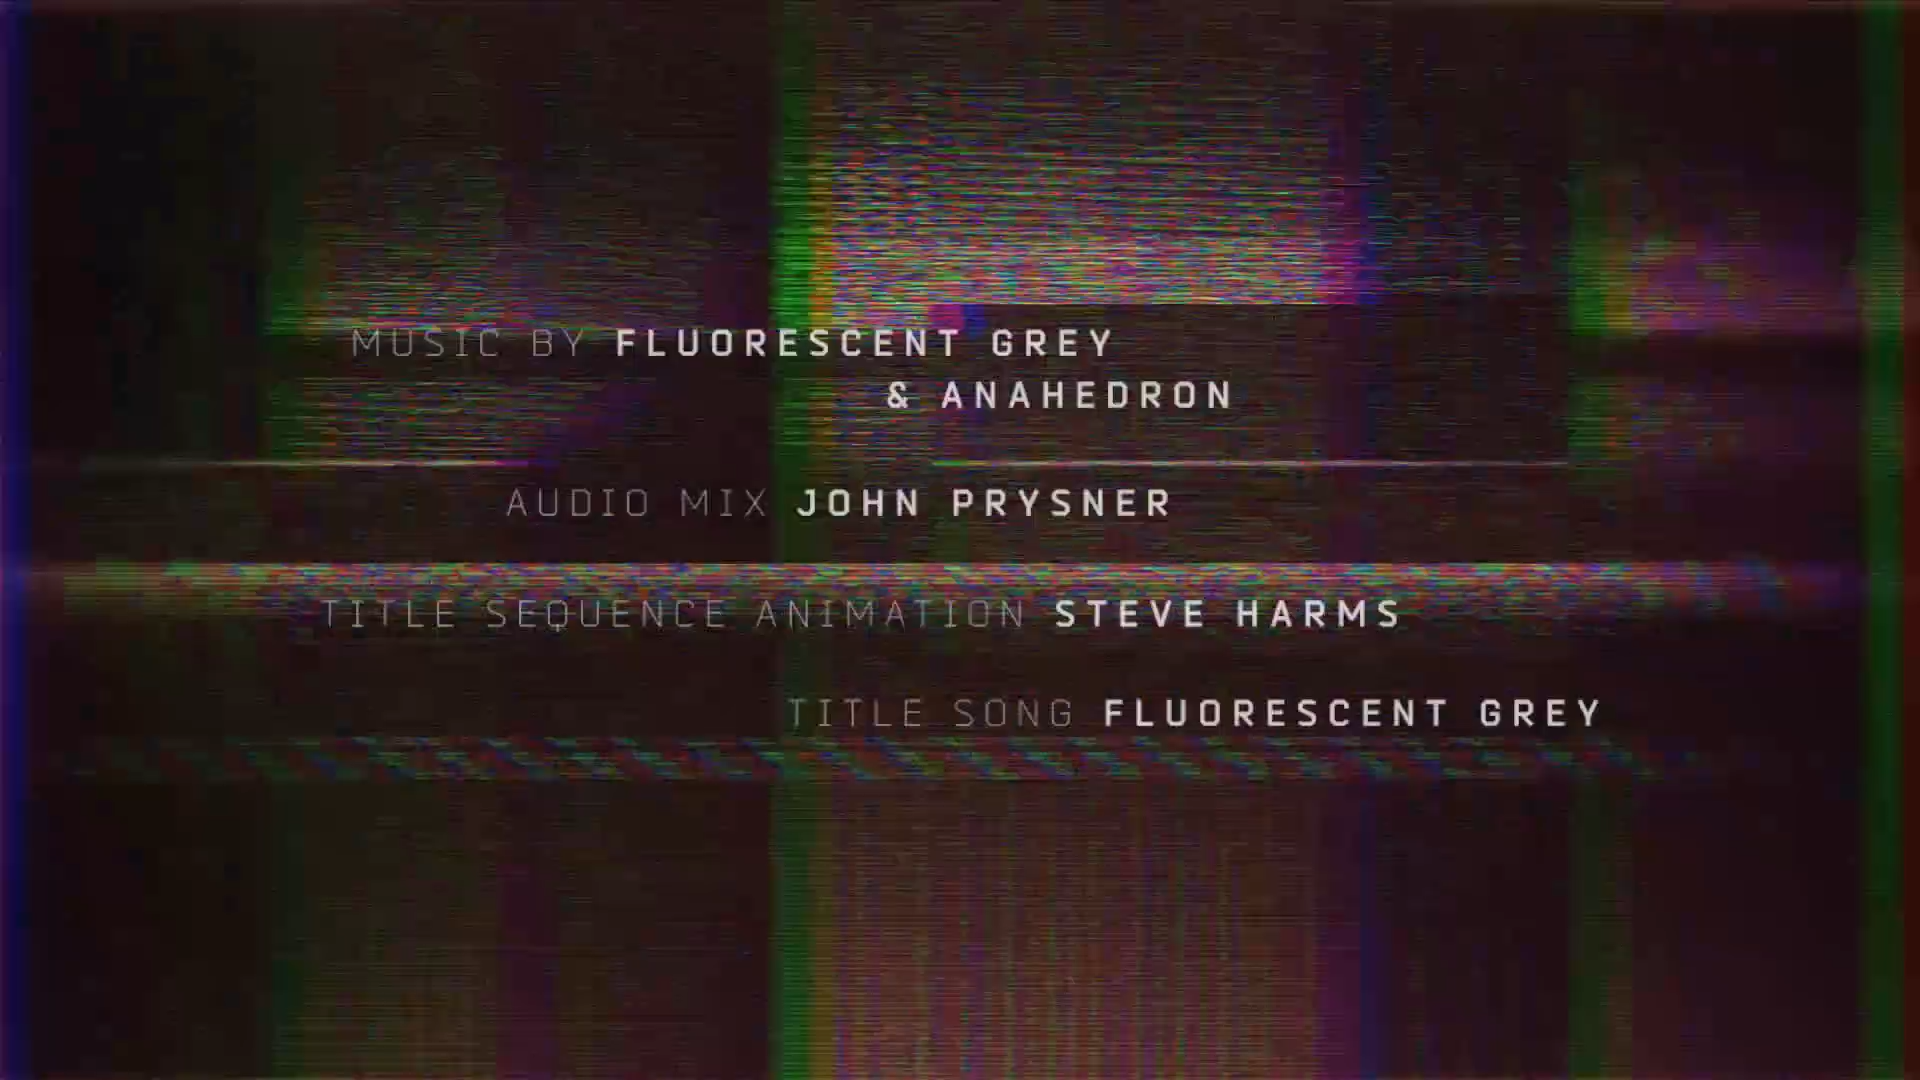 MUSIC BY FLUORESCENT GREY
& ANAHEDRON
AUDIO MIX JOHN PRYSNER
TITLE SEQUENCE ANIMATION STEVE HARMS
TITLE SONG FLUORESCENT GREY